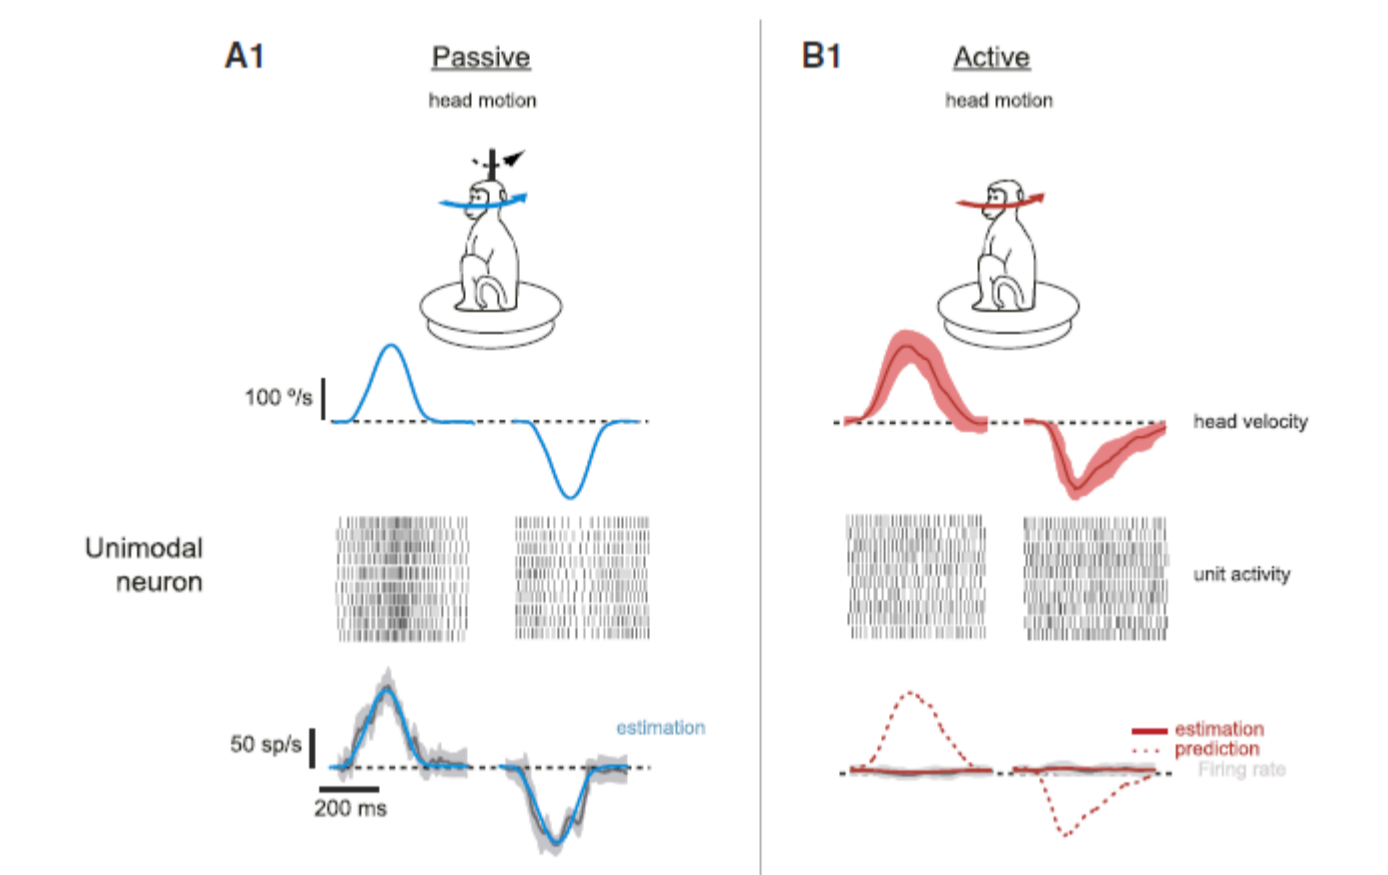 A1
Passive
head motion
B1
Active
head motion
100 º/s
head velocity
Unimodal
neuron
unit activity
50 sp/s
200 ms
estimation
estimation
prediction
Firing rate